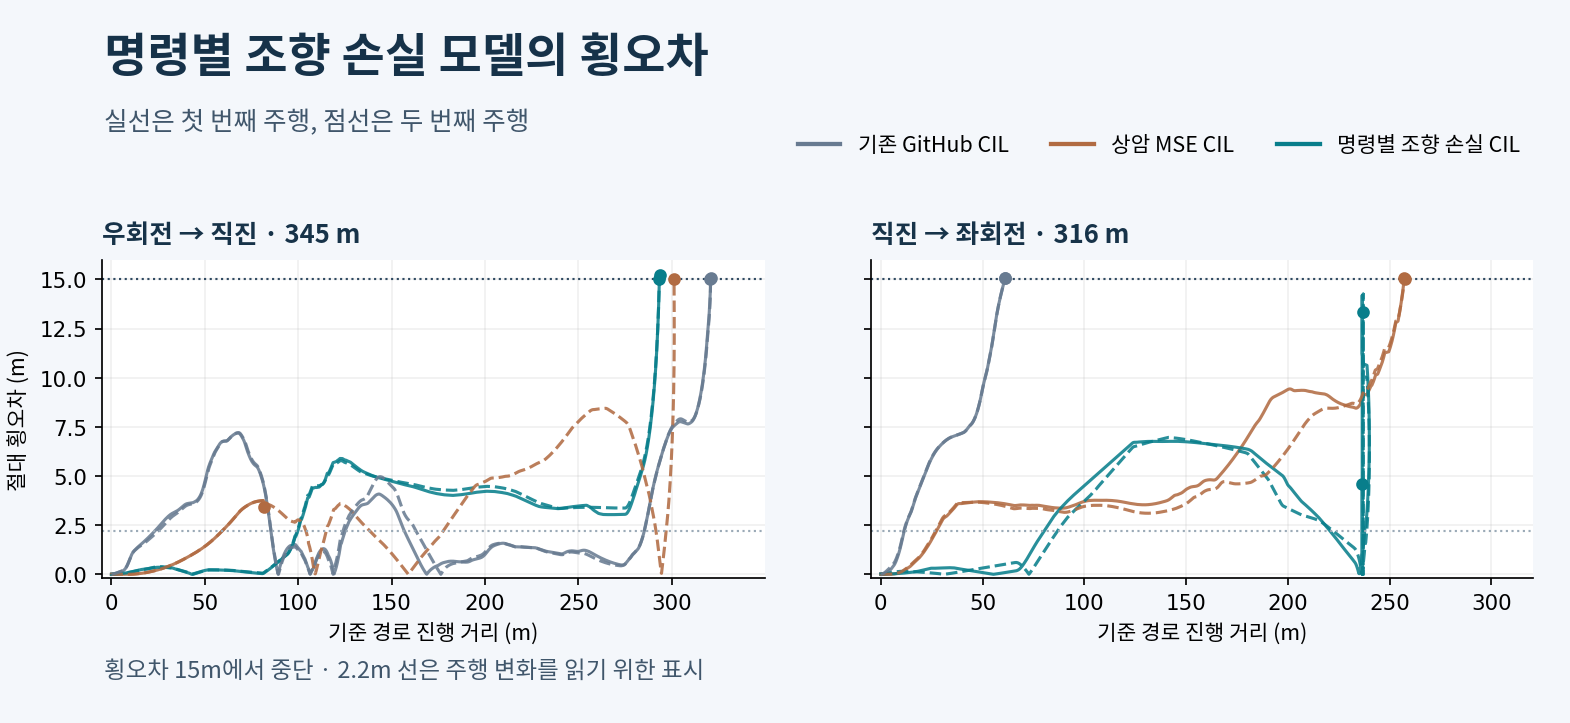 명령별 조향 손실 모델의 횡오차
실선은 첫 번째 주행, 점선은 두 번째 주행
기존 GitHub CIL
상암 MSE CIL
명령별 조향 손실 CIL
우회전 → 직진 · 345 m
직진 → 좌회전 · 316 m
절대 횡오차 (m)
15.0
12.5
10.0
7.5
5.0
2.5
0.0
0 50 100 150 200 250 300
0 50 100 150 200 250 300
기준 경로 진행 거리 (m)
기준 경로 진행 거리 (m)
횡오차 15m에서 중단 · 2.2m 선은 주행 변화를 읽기 위한 표시